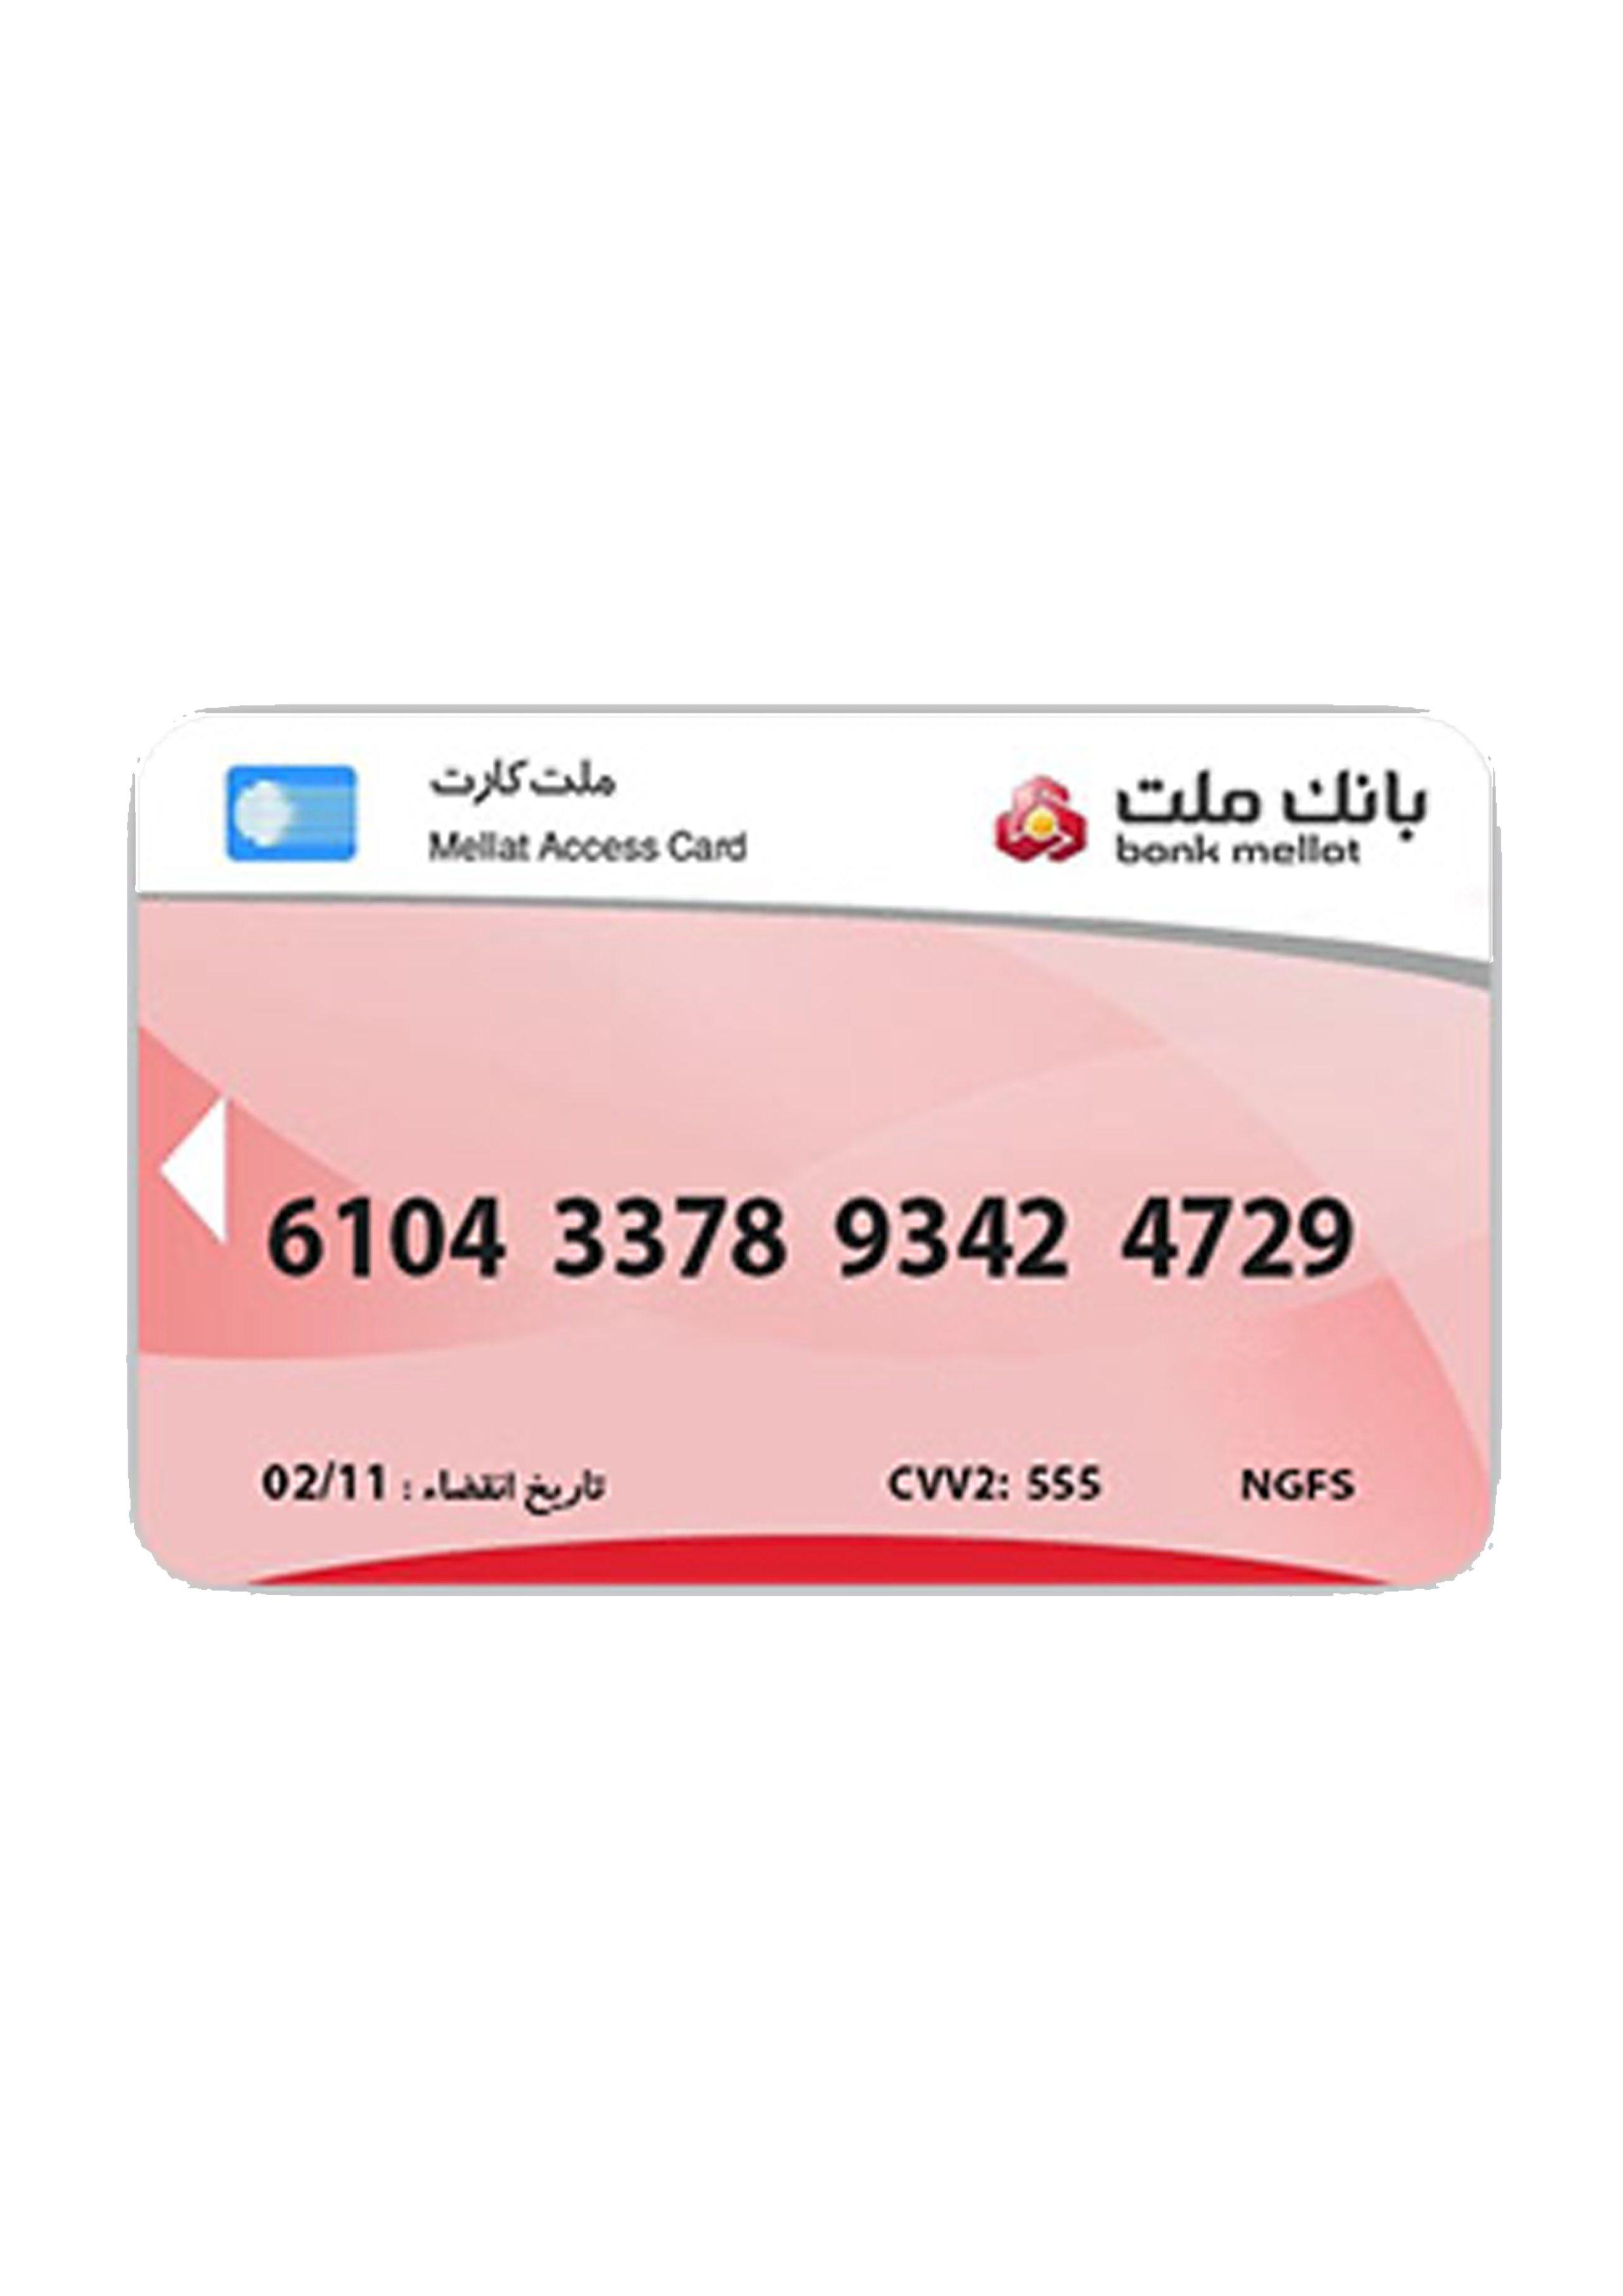 ملت کارت
Mellat Access Card
بانك ملت
bank mellat
6104 3378 9342 4729
تاریخ انقضاء : 02/11
CVV2: 555
NGFS